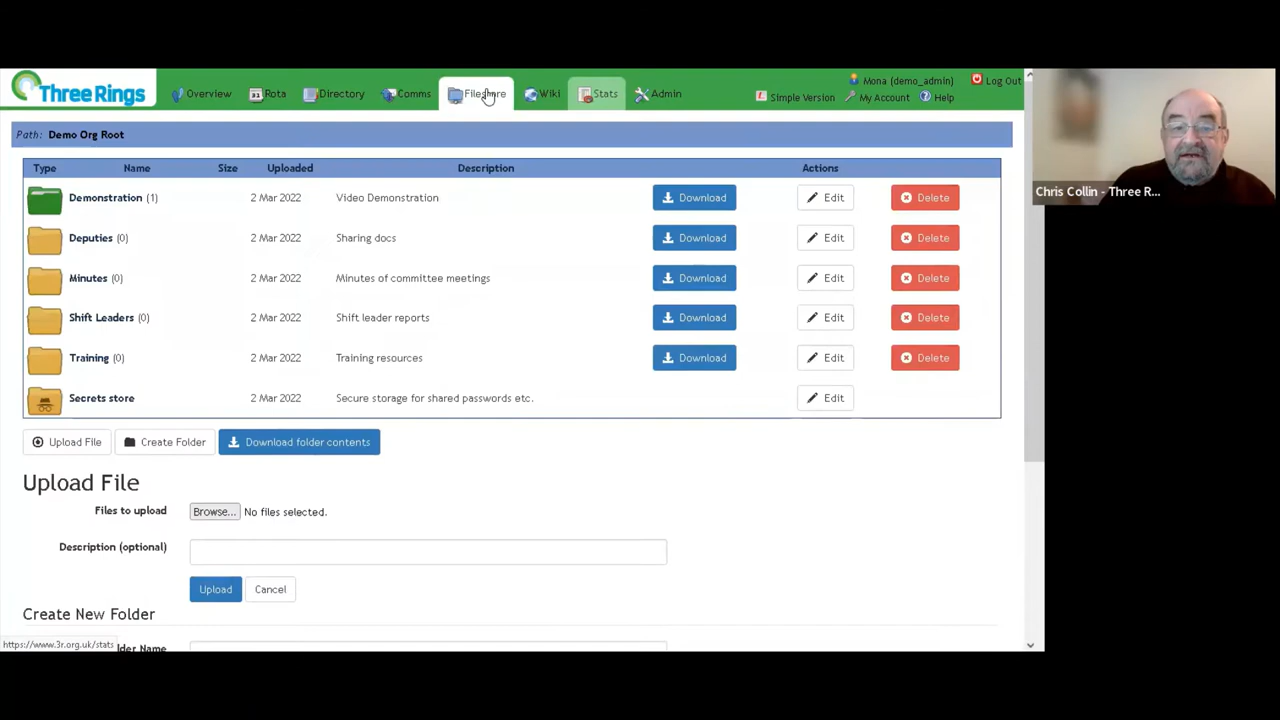 Three Rings
Overview
31 Rota
Directory
Comms
Fileshare
Wiki
Stats
Admin
Mona (demo_admin)
Log Out
Simple Version
My Account
Help
Path: Demo Org Root
Type Name Size Uploaded Description Actions
Demonstration (1) 2 Mar 2022 Video Demonstration Download Edit Delete
Deputies (0) 2 Mar 2022 Sharing docs Download Edit Delete
Minutes (0) 2 Mar 2022 Minutes of committee meetings Download Edit Delete
Shift Leaders (0) 2 Mar 2022 Shift leader reports Download Edit Delete
Training (0) 2 Mar 2022 Training resources Download Edit Delete
Secrets store 2 Mar 2022 Secure storage for shared passwords etc. Edit
Upload File Create Folder Download folder contents
Upload File
Files to upload Browse... No files selected.
Description (optional)
Upload Cancel
Create New Folder
https://www.3r.org.uk/stats
lder Name
Chris Collin - Three R...